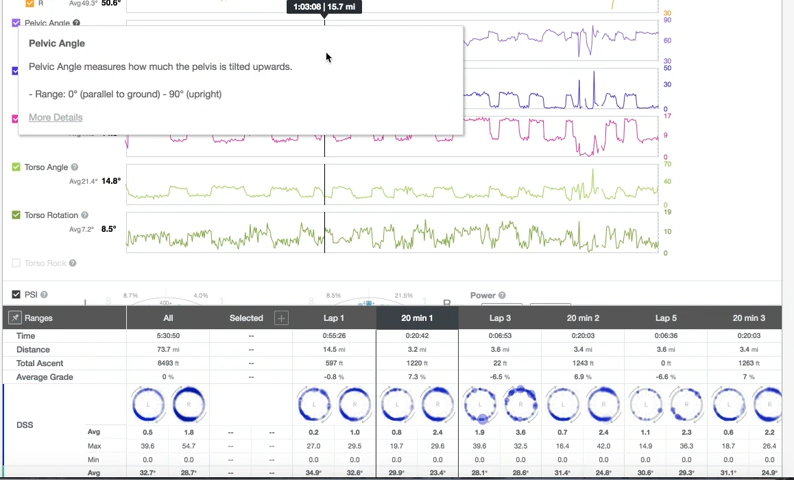 R Avg49.3° 50.6° 30
1:03:08 | 15.7 mi
Pelvic Angle 90
60
30
Pelvic Angle
Pelvic Angle measures how much the pelvis is tilted upwards.
- Range: 0° (parallel to ground) - 90° (upright)
More Details
50
30
0
17
9
0
Torso Angle 70
Avg21.4° 14.8° 40
0
Torso Rotation 19
Avg7.2° 8.5° 10
0
Torso Rock
PSI 8.7% 4.0% 8.5% 21.5% Power
L 400+ 400+ R
Ranges All Selected + Lap 1 20 min 1 Lap 3 20 min 2 Lap 5 20 min 3
Time 5:30:50 -- 0:55:26 0:20:42 0:06:53 0:20:03 0:06:36 0:20:03
Distance 73.7 mi -- 14.5 mi 3.2 mi 3.6 mi 3.4 mi 3.6 mi 3.4 mi
Total Ascent 8493 ft -- 597 ft 1220 ft 22 ft 1243 ft 0 ft 1263 ft
Average Grade 0 % -- -0.8 % 7.3 % -6.5 % 6.9 % -6.6 % 7 %
L R L R L R L R L R L R L R
DSS
Avg 0.5 1.8 -- -- 0.2 1.0 0.8 2.4 1.9 3.6 0.7 2.4 1.1 2.3 0.6 2.2
Max 39.6 54.7 -- -- 27.0 29.5 19.7 29.6 39.6 32.5 16.4 42.0 14.9 36.3 18.7 26.4
Min 0.0 0.0 -- -- 0.0 0.0 0.0 0.0 0.0 0.0 0.0 0.0 0.0 0.0 0.0 0.0
Avg 32.7° 28.7° -- -- 34.9° 32.6° 29.9° 23.4° 28.1° 28.6° 31.4° 24.8° 30.6° 29.3° 31.1° 24.9°